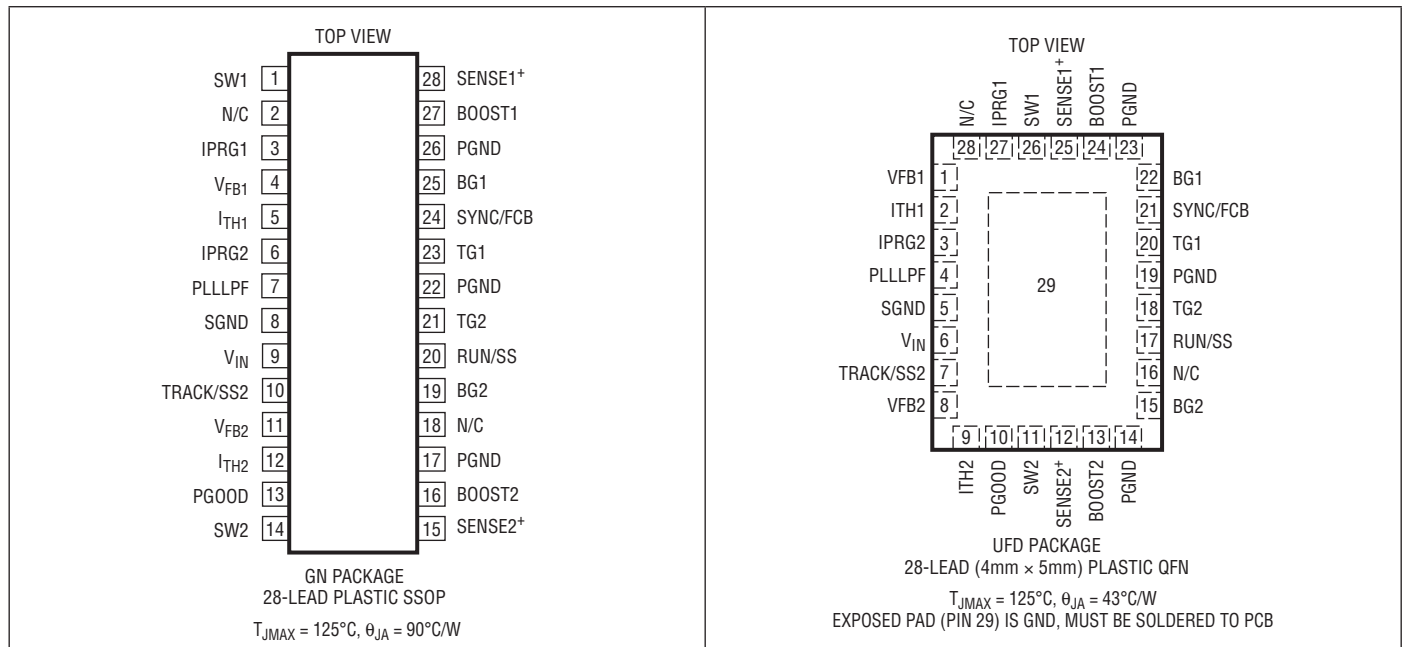 TOP VIEW
SW1 1
N/C 2
IPRG1 3
VFB1 4
ITH1 5
IPRG2 6
PLLLPF 7
SGND 8
VIN 9
TRACK/SS2 10
VFB2 11
ITH2 12
PGOOD 13
SW2 14
28 SENSE1+
27 BOOST1
26 PGND
25 BG1
24 SYNC/FCB
23 TG1
22 PGND
21 TG2
20 RUN/SS
19 BG2
18 N/C
17 PGND
16 BOOST2
15 SENSE2+
GN PACKAGE
28-LEAD PLASTIC SSOP
TJMAX = 125°C, θJA = 90°C/W
TOP VIEW
N/C IPRG1 SW1 SENSE1+ BOOST1 PGND
28 27 26 25 24 23
VFB1 1
ITH1 2
IPRG2 3
PLLLPF 4
SGND 5
VIN 6
TRACK/SS2 7
VFB2 8
29
22 BG1
21 SYNC/FCB
20 TG1
19 PGND
18 TG2
17 RUN/SS
16 N/C
15 BG2
9 10 11 12 13 14
ITH2 PGOOD SW2 SENSE2+ BOOST2 PGND
UFD PACKAGE
28-LEAD (4mm × 5mm) PLASTIC QFN
TJMAX = 125°C, θJA = 43°C/W
EXPOSED PAD (PIN 29) IS GND, MUST BE SOLDERED TO PCB